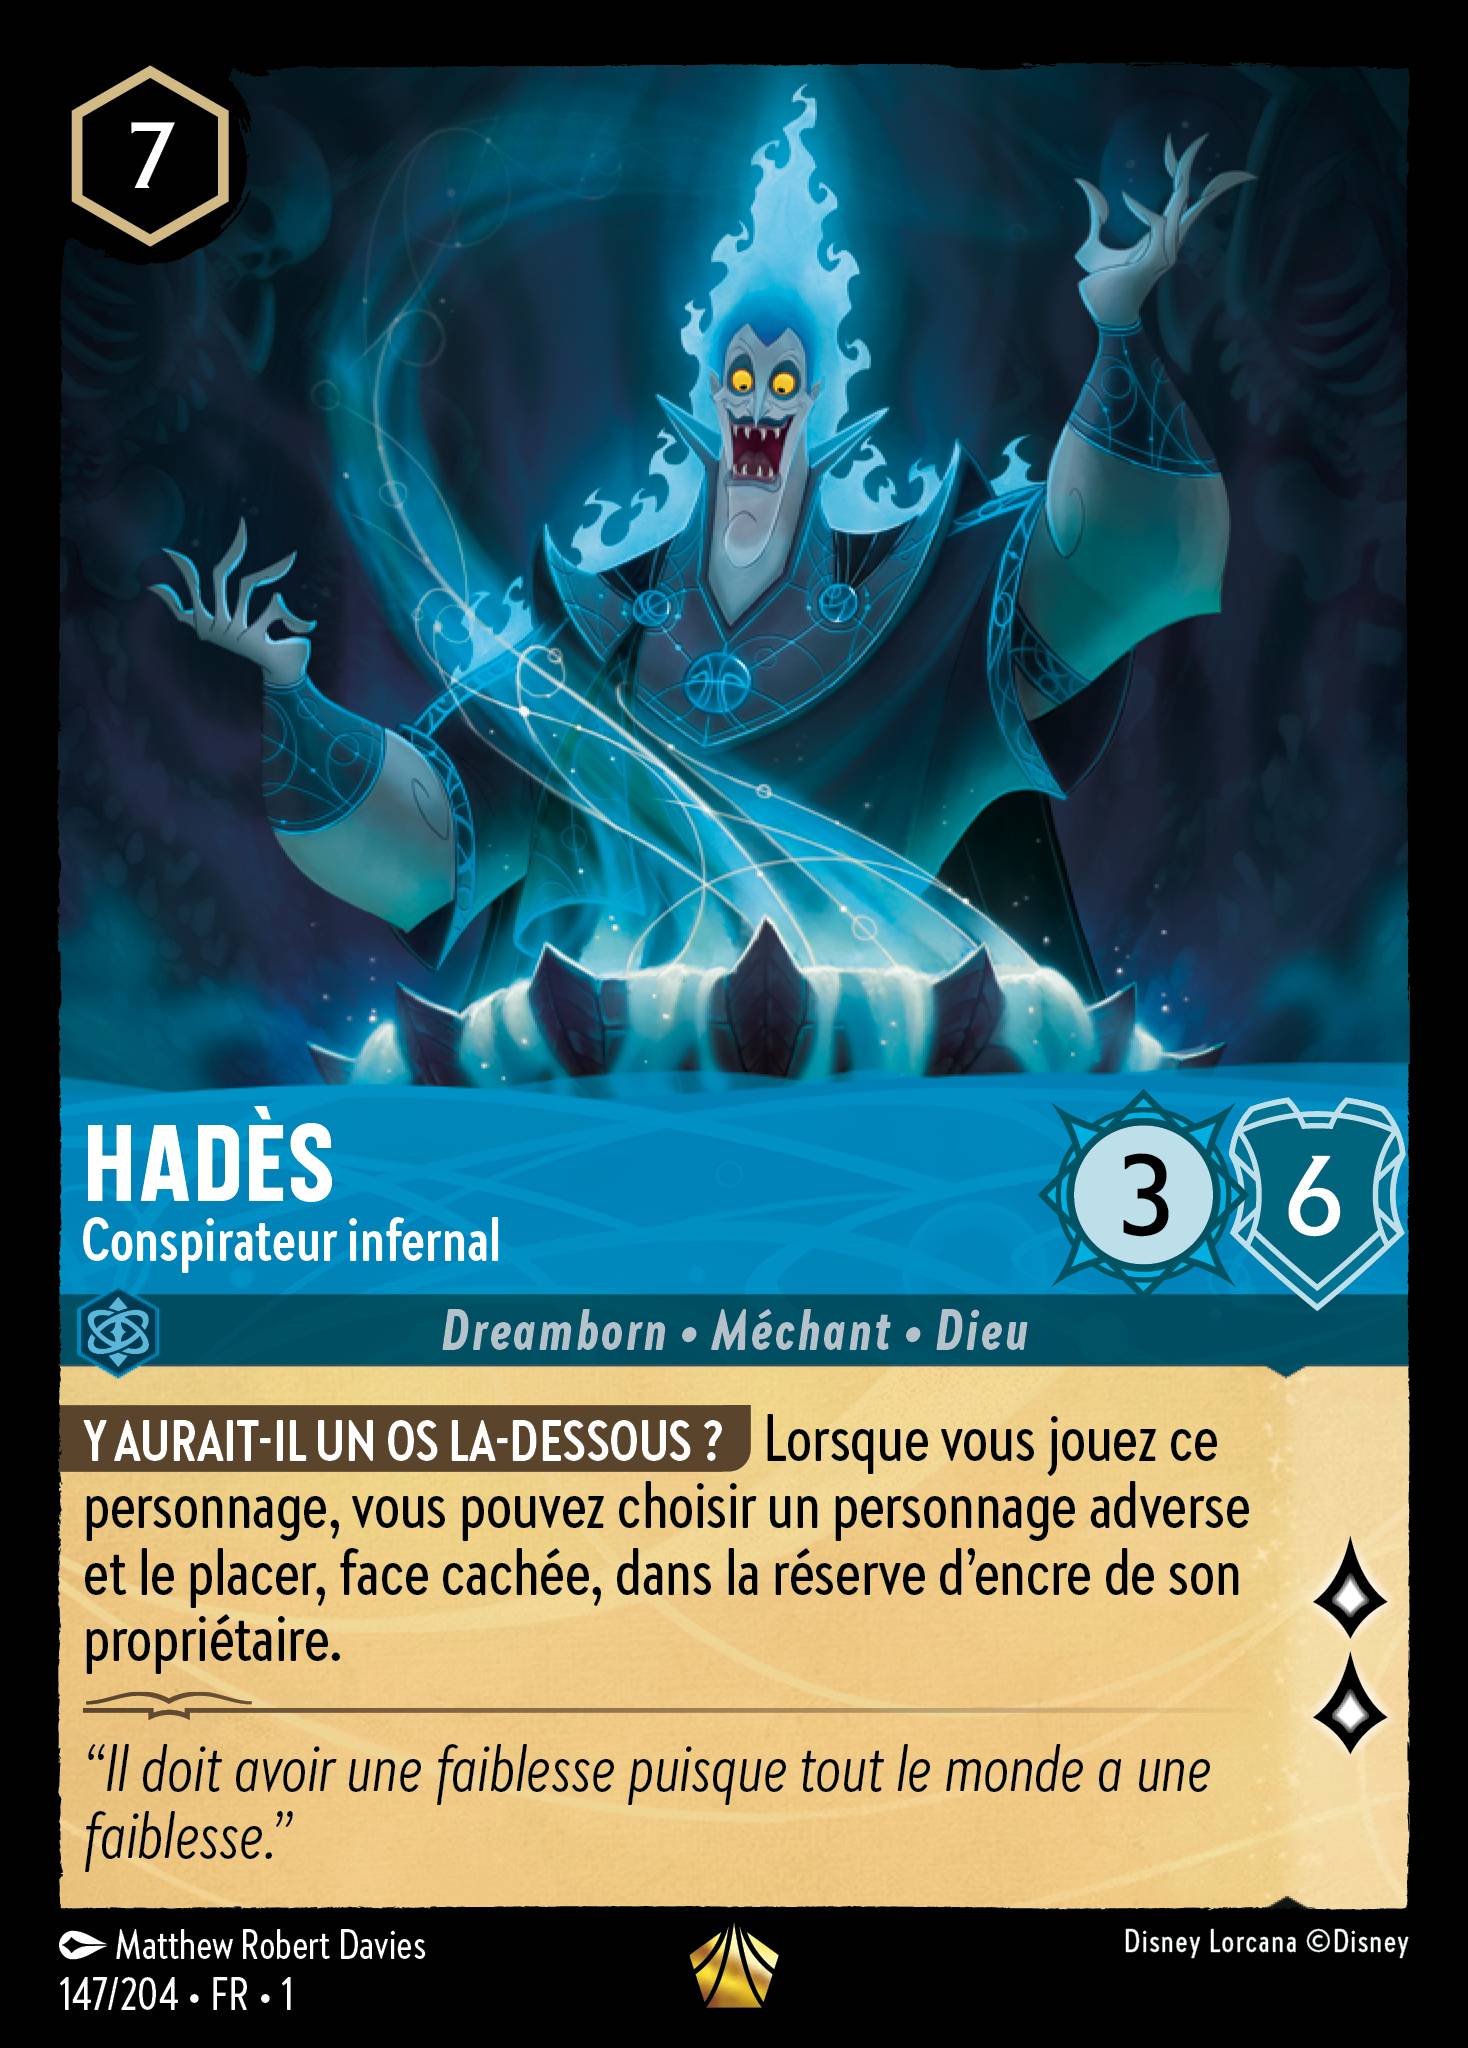 7
HADÈS
Conspirateur infernal
3
6
Dreamborn • Méchant • Dieu
Y AURAIT-IL UN OS LA-DESSOUS ? Lorsque vous jouez ce
personnage, vous pouvez choisir un personnage adverse
et le placer, face cachée, dans la réserve d’encre de son
propriétaire.
“Il doit avoir une faiblesse puisque tout le monde a une
faiblesse.”
Matthew Robert Davies
Disney Lorcana ©Disney
147/204 • FR • 1